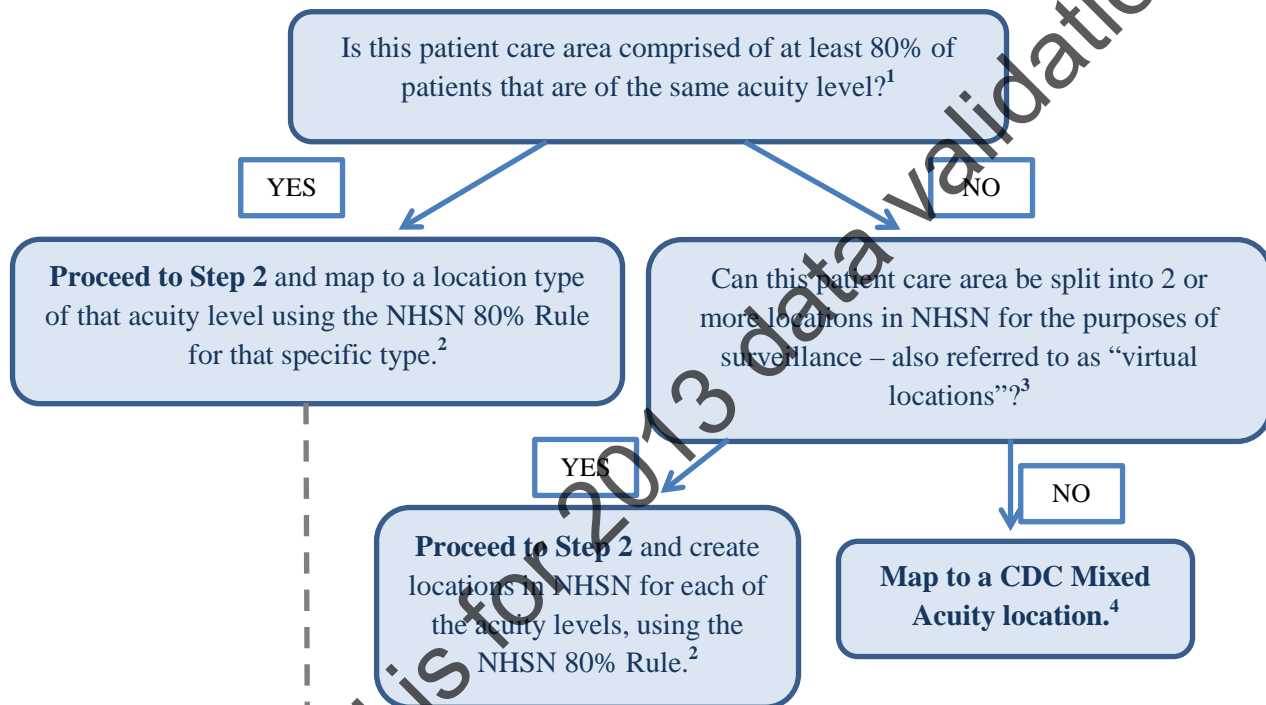 Is this patient care area comprised of at least 80% of
patients that are of the same acuity level?1
YES
NO
Proceed to Step 2 and map to a location type
of that acuity level using the NHSN 80% Rule
for that specific type.2
Can this patient care area be split into 2 or
more locations in NHSN for the purposes of
surveillance – also referred to as “virtual
locations”?3
YES
NO
Proceed to Step 2 and create
locations in NHSN for each of
the acuity levels, using the
NHSN 80% Rule.2
Map to a CDC Mixed
Acuity location.4
is for 2013 data validatio